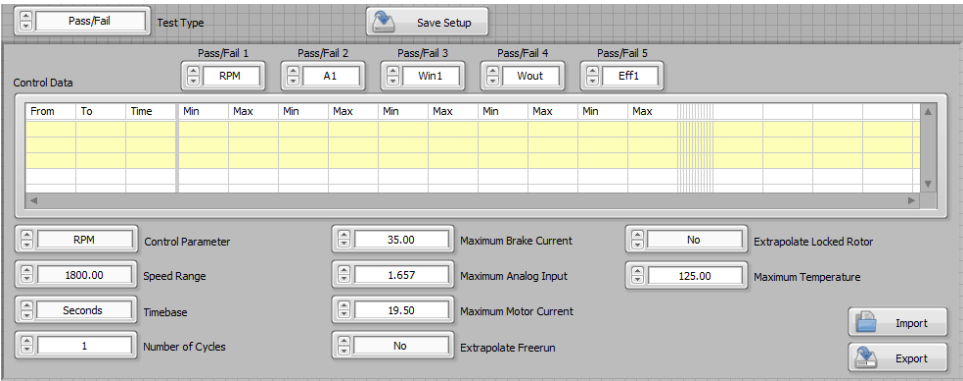 Pass/Fail Test Type Save Setup
Pass/Fail 1 Pass/Fail 2 Pass/Fail 3 Pass/Fail 4 Pass/Fail 5
Control Data RPM A1 Win1 Wout Eff1
From To Time Min Max Min Max Min Max Min Max Min Max
RPM Control Parameter 35.00 Maximum Brake Current No Extrapolate Locked Rotor
1800.00 Speed Range 1.657 Maximum Analog Input 125.00 Maximum Temperature
Seconds Timebase 19.50 Maximum Motor Current
Import
1 Number of Cycles No Extrapolate Freerun
Export